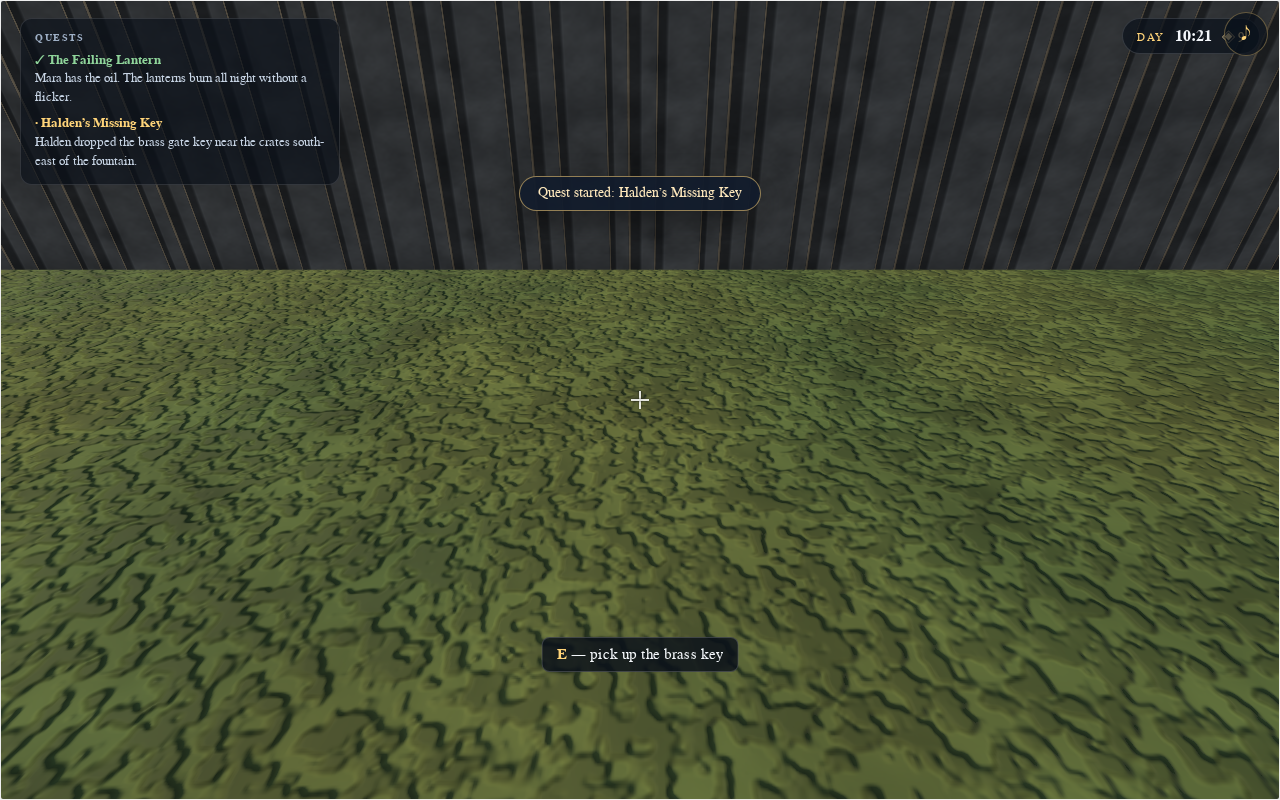 QUESTS
✓ The Failing Lantern
Mara has the oil. The lanterns burn all night without a
flicker.
· Halden's Missing Key
Halden dropped the brass gate key near the crates south-
east of the fountain.
DAY 10:21
Quest started: Halden's Missing Key
E — pick up the brass key